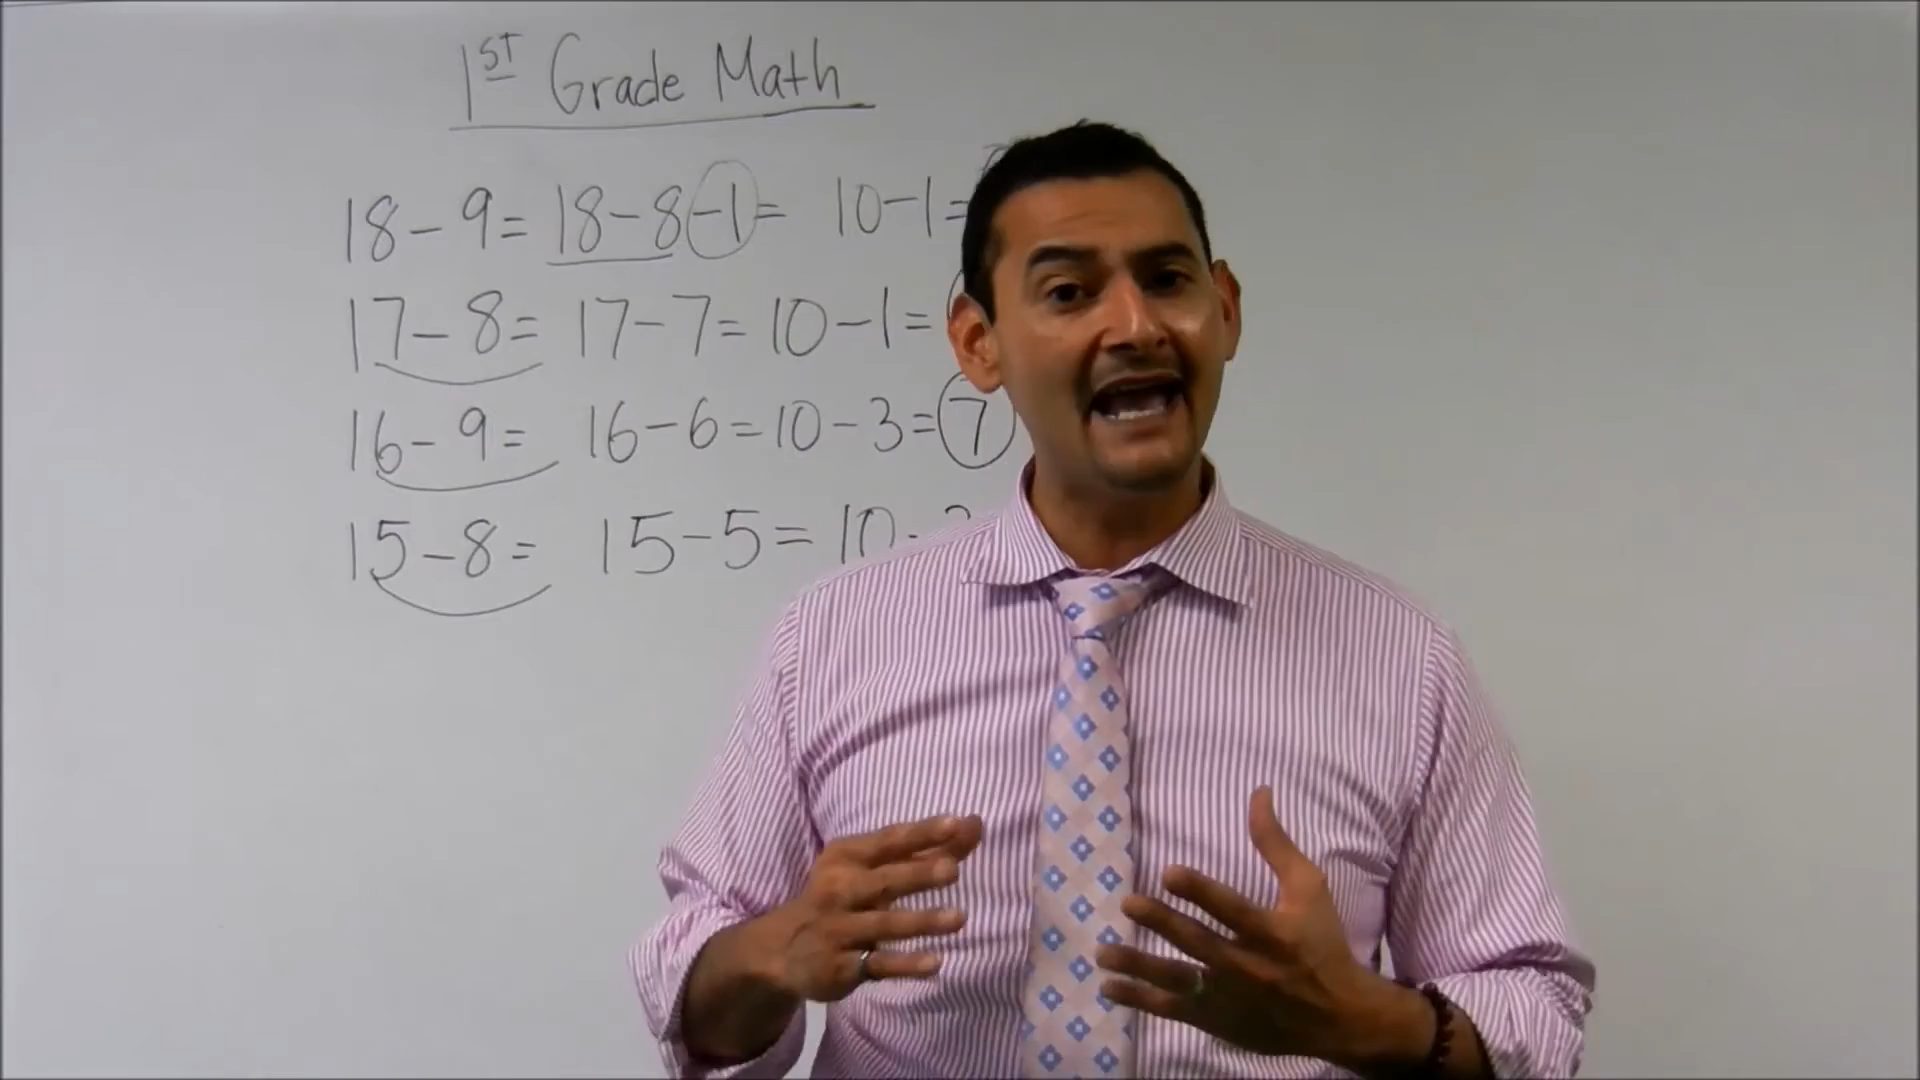 1ST Grade Math
18-9= 18-8-1= 10-1=
17-8= 17-7=10-1=
16-9= 16-6=10-3=7
15-8= 15-5=10-